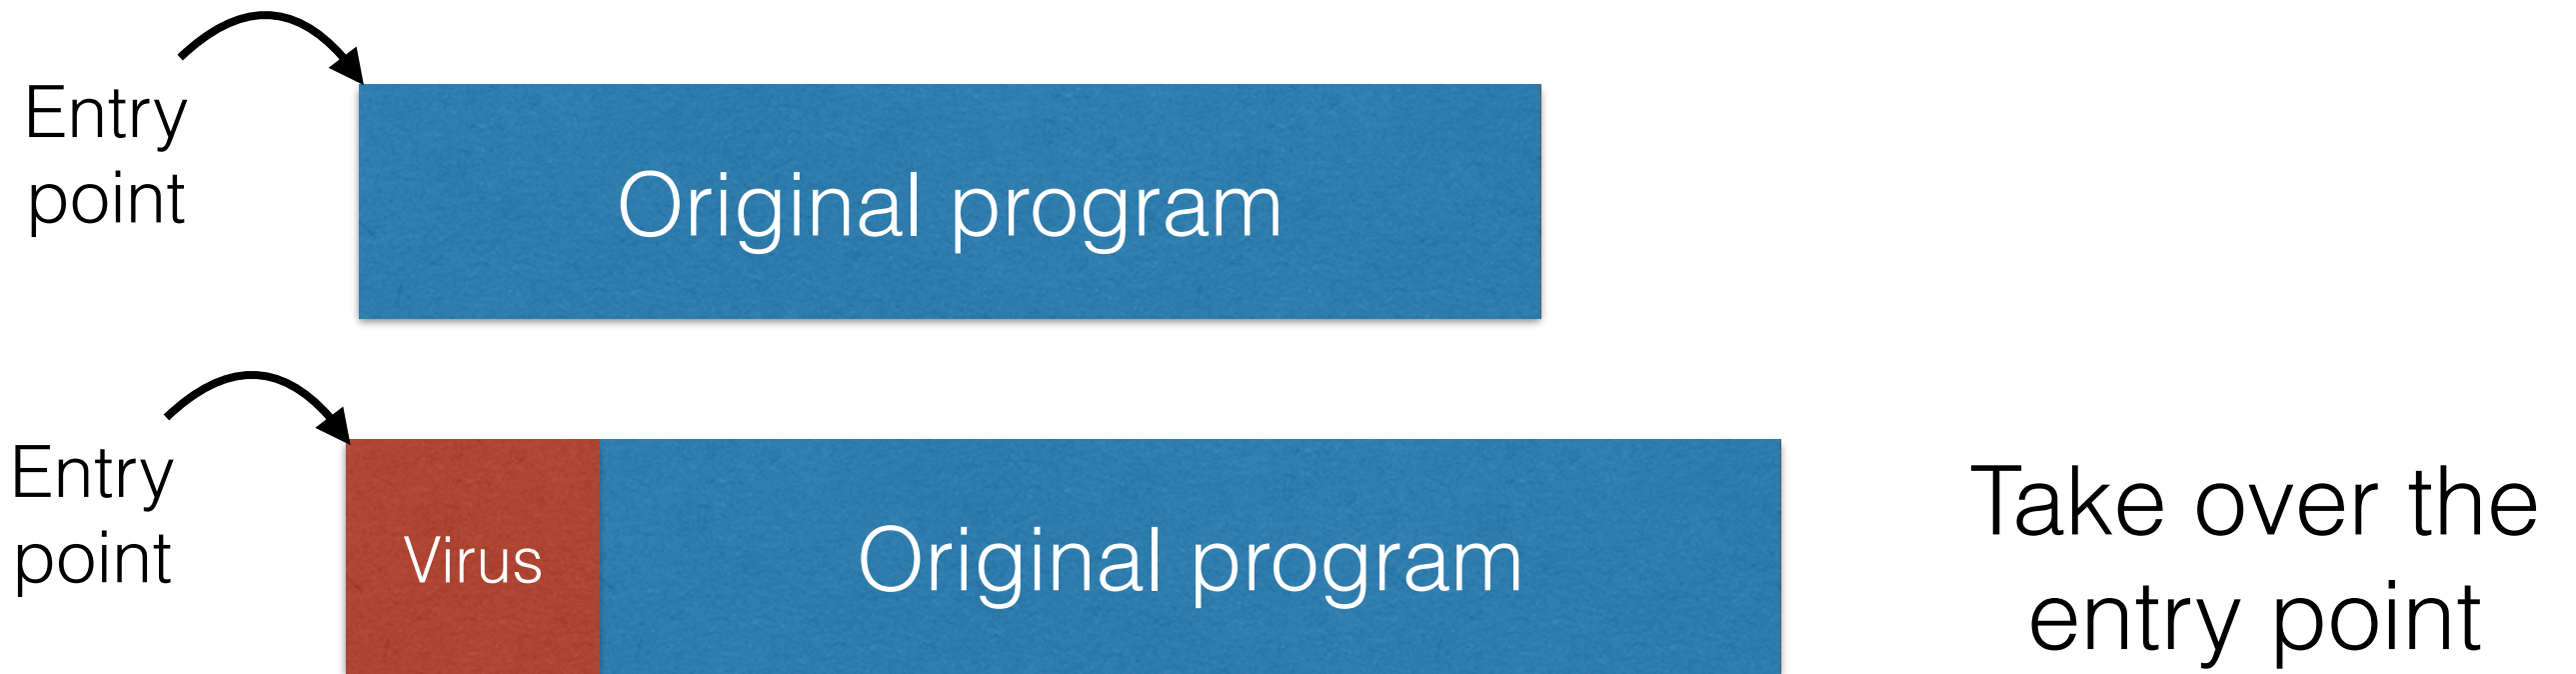 Entry
point
Original program
Entry
point
Virus
Original program
Take over the
entry point